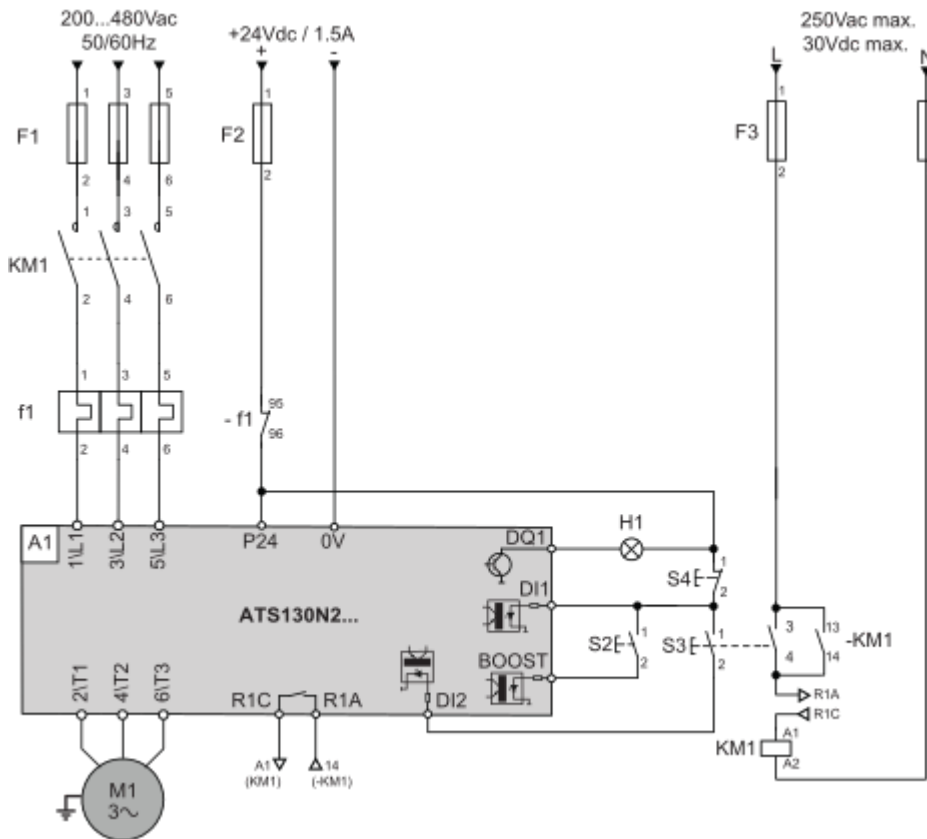 200...480Vac
50/60Hz
+24Vdc / 1.5A
+ -
250Vac max.
30Vdc max.
L N
1 3 5 1 1
F1 F2 F3
2 4 6 2 2
1 3 5
KM1
2 4 6
1 3 5
f1
2 4 6
95
- f1
96
A1
1\L1 3\L2 5\L3 P24 0V DQ1
H1
S4 1
2
DI1
ATS130N2...
S2 1
2
S3 1
2
3
4
13
14
-KM1
BOOST
2\T1 4\T2 6\T3 R1C R1A DI2
R1A
R1C
KM1 A1
A2
A1
(KM1)
14
(-KM1)
M1
3~